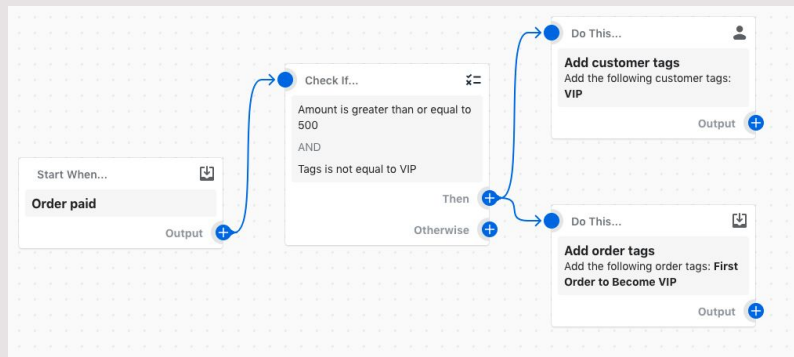 Start When...
Order paid
Output
Check If...
Amount is greater than or equal to
500
AND
Tags is not equal to VIP
Then
Otherwise
Do This...
Add customer tags
Add the following customer tags:
VIP
Output
Do This...
Add order tags
Add the following order tags: First
Order to Become VIP
Output